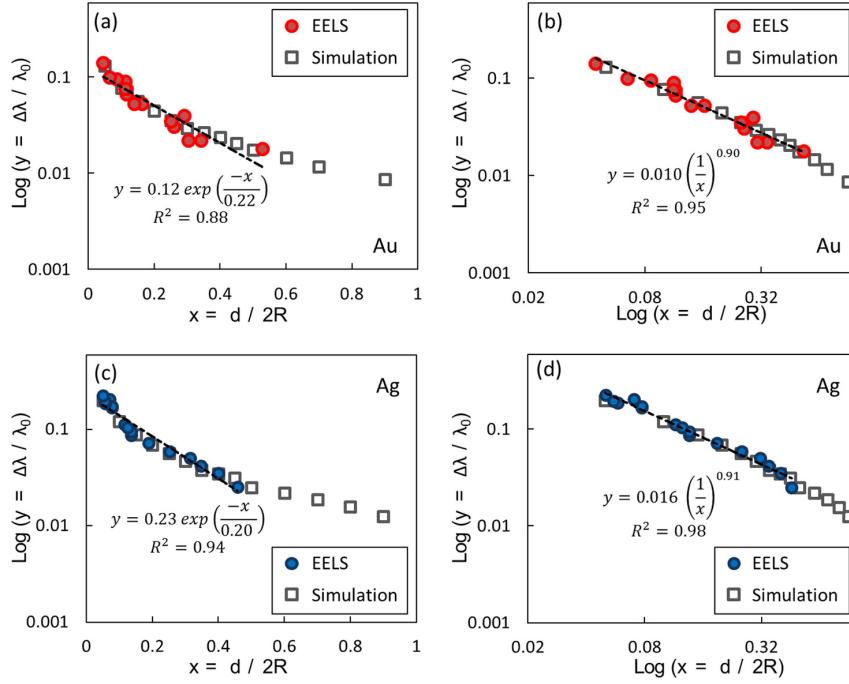 (a)
EELS
Simulation
0.1
0.01
0.001
Log (y = Δλ / λ0)
y = 0.12 exp(-x/0.22)
R² = 0.88
Au
0 0.2 0.4 0.6 0.8 1
x = d / 2R
(b)
EELS
Simulation
0.1
0.01
0.001
Log (y = Δλ / λ0)
y = 0.010 (1/x)^0.90
R² = 0.95
Au
0.02 0.08 0.32
Log (x = d / 2R)
(c)
Ag
0.1
0.01
0.001
Log (y = Δλ / λ0)
y = 0.23 exp(-x/0.20)
R² = 0.94
EELS
Simulation
0 0.2 0.4 0.6 0.8 1
x = d / 2R
(d)
Ag
0.1
0.01
0.001
Log (y = Δλ / λ0)
y = 0.016 (1/x)^0.91
R² = 0.98
EELS
Simulation
0.02 0.08 0.32
Log (x = d / 2R)